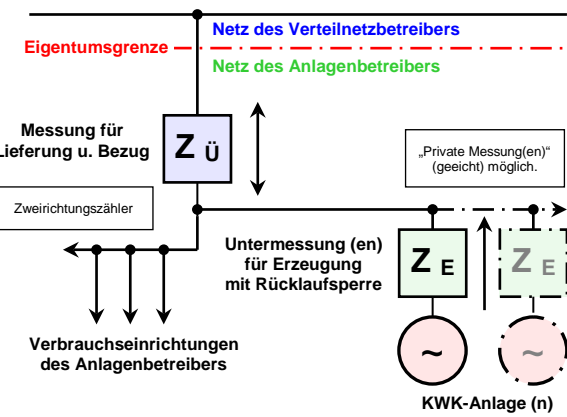 Netz des Verteilnetzbetreibers
Eigentumsgrenze
Netz des Anlagenbetreibers
Messung für
Lieferung u. Bezug
Z Ü
„Private Messung(en)“
(geeicht) möglich.
Zweirichtungszähler
Untermessung (en)
für Erzeugung
mit Rücklaufsperre
Z E
Z E
~
~
Verbrauchseinrichtungen
des Anlagenbetreibers
KWK-Anlage (n)